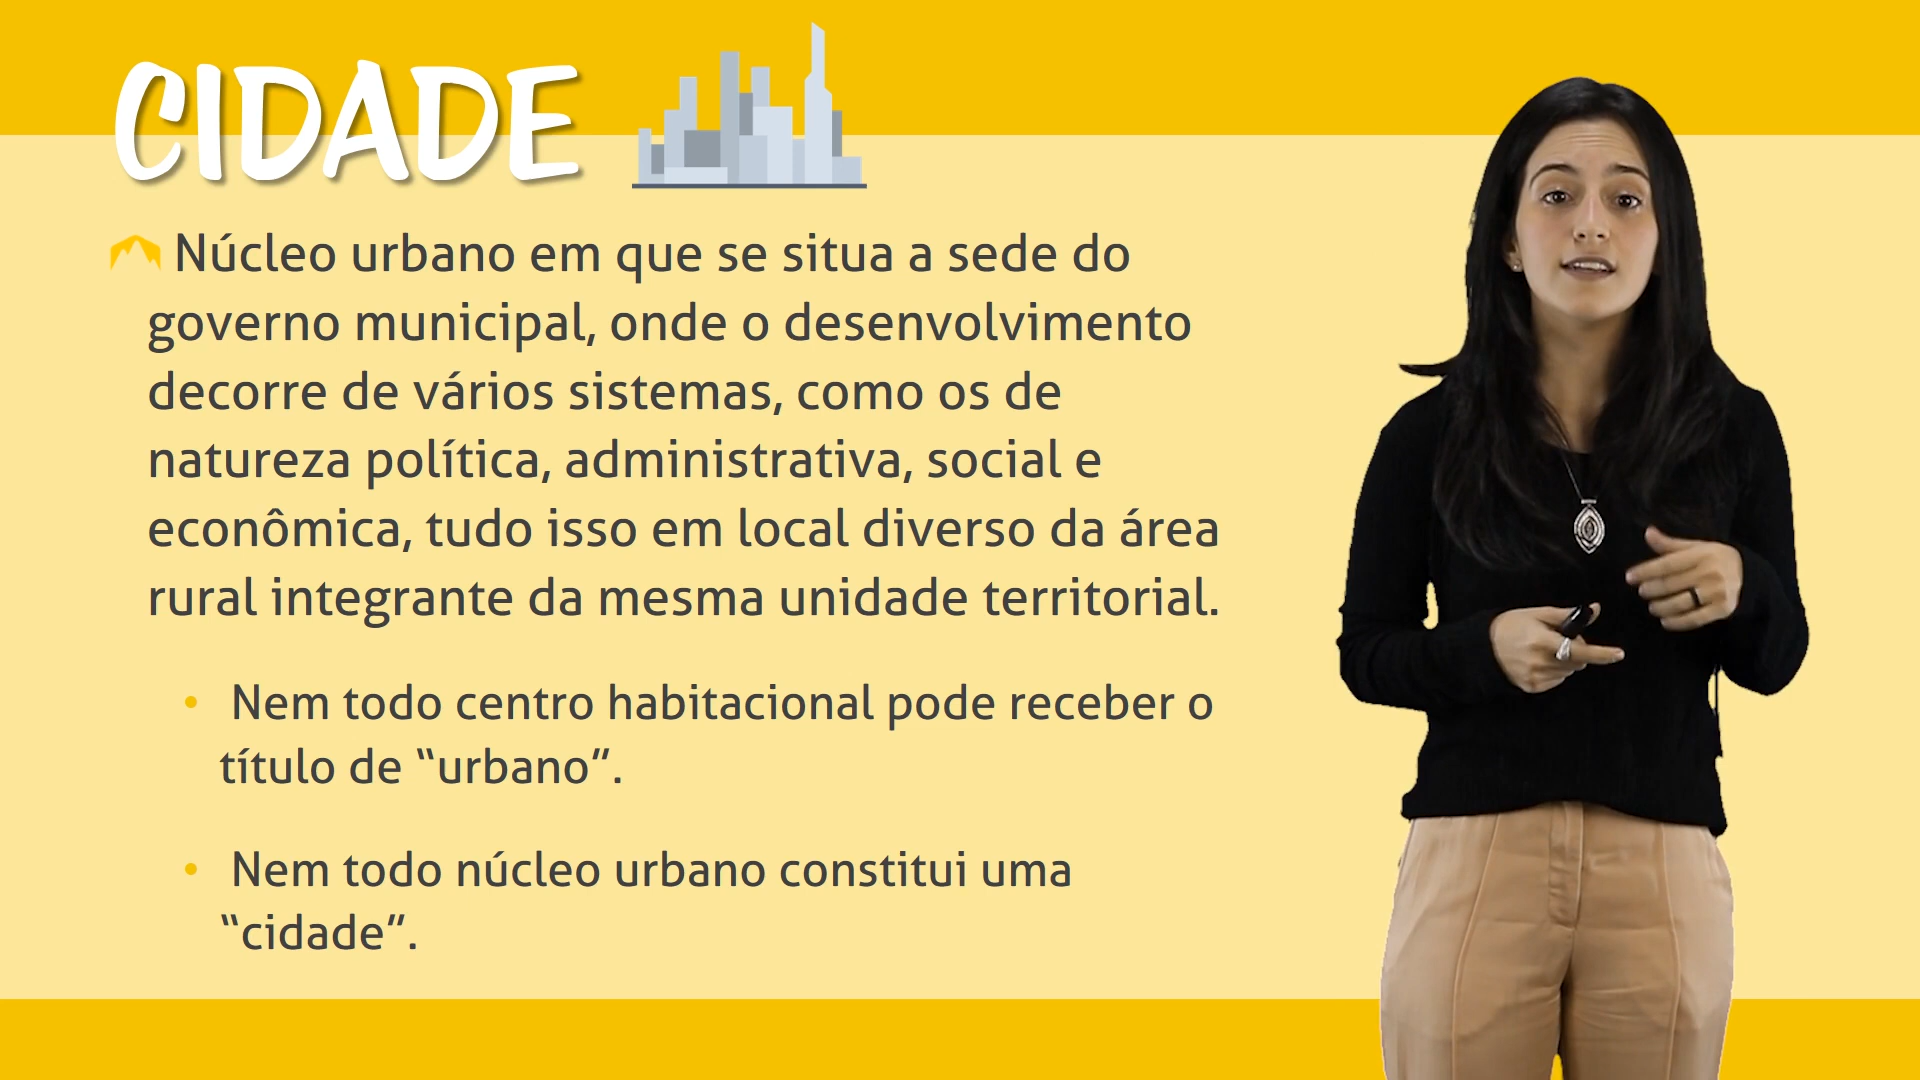 CIDADE
Núcleo urbano em que se situa a sede do
governo municipal, onde o desenvolvimento
decorre de vários sistemas, como os de
natureza política, administrativa, social e
econômica, tudo isso em local diverso da área
rural integrante da mesma unidade territorial.
• Nem todo centro habitacional pode receber o
título de “urbano”.
• Nem todo núcleo urbano constitui uma
“cidade”.